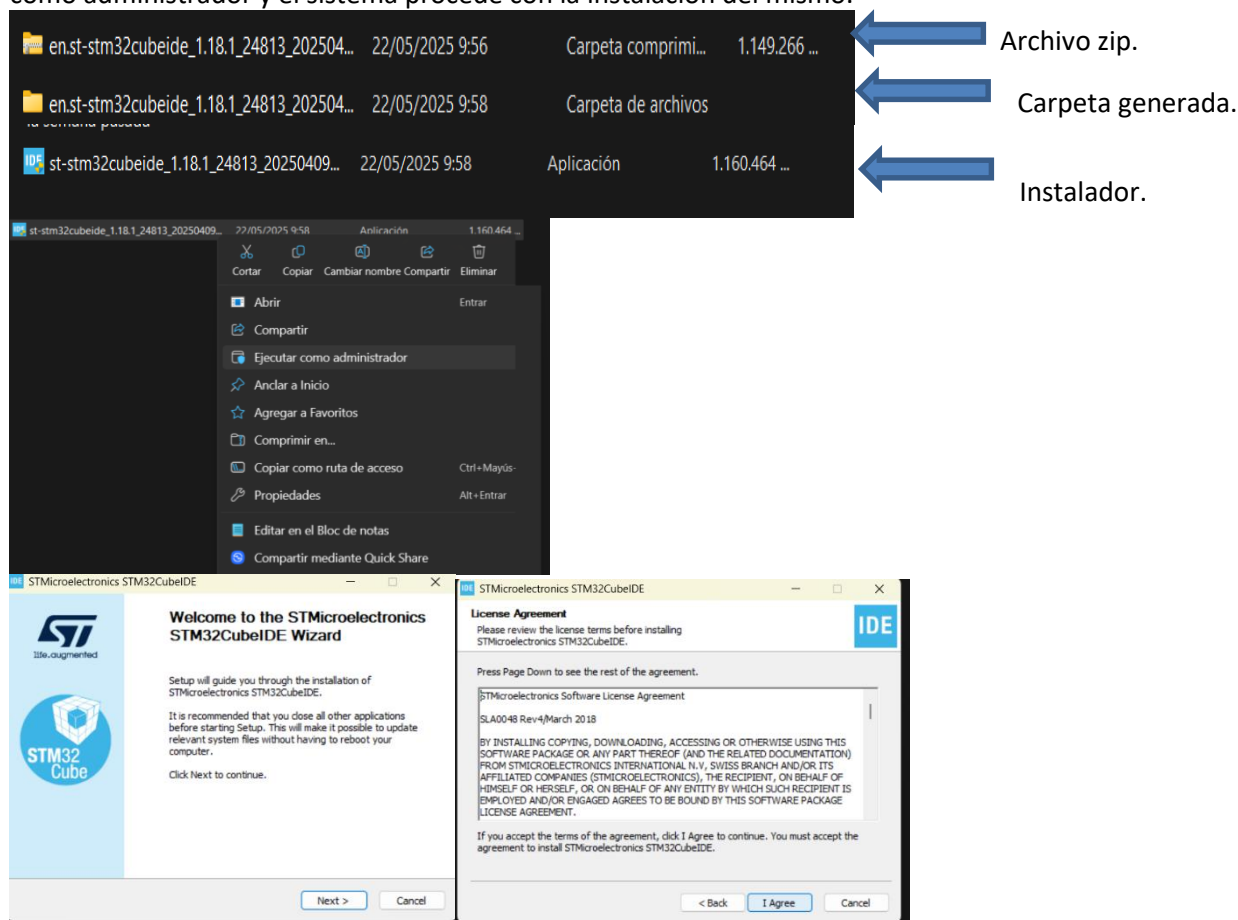 como administrador y el sistema procede con la instalación del mismo.
en.st-stm32cubeide_1.18.1_24813_202504... 22/05/2025 9:56 Carpeta comprimi... 1.149.266 ...
Archivo zip.
en.st-stm32cubeide_1.18.1_24813_202504... 22/05/2025 9:58 Carpeta de archivos
Carpeta generada.
la semana pasada
IDE st-stm32cubeide_1.18.1_24813_20250409... 22/05/2025 9:58 Aplicación 1.160.464 ...
Instalador.
st-stm32cubeide_1.18.1_24813_20250409... 22/05/2025 9:58 Aplicación 1.160.464 ...
Cortar Copiar Cambiar nombre Compartir Eliminar
Abrir Entrar
Compartir
Ejecutar como administrador
Anclar a Inicio
Agregar a Favoritos
Comprimir en...
Copiar como ruta de acceso Ctrl+Mayús-
Propiedades Alt+Entrar
Editar en el Bloc de notas
Compartir mediante Quick Share
IDE STMicroelectronics STM32CubeIDE
ST
life.augmented
STM32
Cube
Welcome to the STMicroelectronics
STM32CubeIDE Wizard
Setup will guide you through the installation of
STMicroelectronics STM32CubeIDE.
It is recommended that you close all other applications
before starting Setup. This will make it possible to update
relevant system files without having to reboot your
computer.
Click Next to continue.
Next > Cancel
IDE STMicroelectronics STM32CubeIDE
License Agreement
Please review the license terms before installing
STMicroelectronics STM32CubeIDE.
IDE
Press Page Down to see the rest of the agreement.
STMicroelectronics Software License Agreement
SLA0048 Rev4/March 2018
BY INSTALLING COPYING, DOWNLOADING, ACCESSING OR OTHERWISE USING THIS
SOFTWARE PACKAGE OR ANY PART THEREOF (AND THE RELATED DOCUMENTATION)
FROM STMICROELECTRONICS INTERNATIONAL N.V, SWISS BRANCH AND/OR ITS
AFFILIATED COMPANIES (STMICROELECTRONICS), THE RECIPIENT, ON BEHALF OF
HIMSELF OR HERSELF, OR ON BEHALF OF ANY ENTITY BY WHICH SUCH RECIPIENT IS
EMPLOYED AND/OR ENGAGED AGREES TO BE BOUND BY THIS SOFTWARE PACKAGE
LICENSE AGREEMENT.
If you accept the terms of the agreement, click I Agree to continue. You must accept the
agreement to install STMicroelectronics STM32CubeIDE.
< Back I Agree Cancel